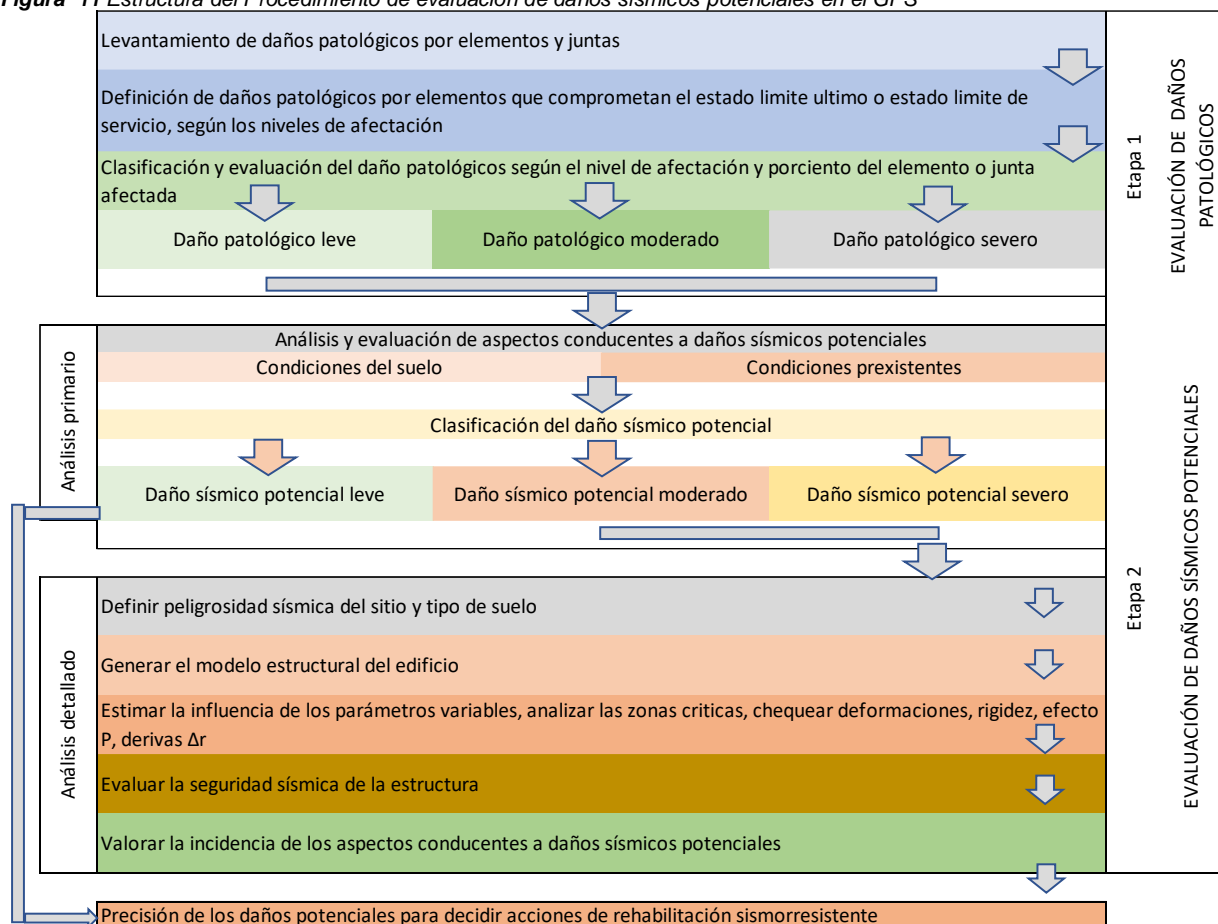 Figura 11 Estructura del Procedimiento de evaluación de daños sísmicos potenciales en el GPS
Levantamiento de daños patológicos por elementos y juntas
Definición de daños patológicos por elementos que comprometan el estado limite ultimo o estado limite de
servicio, según los niveles de afectación
Clasificación y evaluación del daño patológicos según el nivel de afectación y porciento del elemento o junta
afectada
Daño patológico leve
Daño patológico moderado
Daño patológico severo
Etapa 1
EVALUACIÓN DE DAÑOS
PATOLÓGICOS
Análisis primario
Análisis y evaluación de aspectos conducentes a daños sísmicos potenciales
Condiciones del suelo
Condiciones prexistentes
Clasificación del daño sísmico potencial
Daño sísmico potencial leve
Daño sísmico potencial moderado
Daño sísmico potencial severo
Análisis detallado
Definir peligrosidad sísmica del sitio y tipo de suelo
Generar el modelo estructural del edificio
Estimar la influencia de los parámetros variables, analizar las zonas criticas, chequear deformaciones, rigidez, efecto
P, derivas Δr
Evaluar la seguridad sísmica de la estructura
Valorar la incidencia de los aspectos conducentes a daños sísmicos potenciales
Etapa 2
EVALUACIÓN DE DAÑOS SÍSMICOS POTENCIALES
Precisión de los daños potenciales para decidir acciones de rehabilitación sismorresistente